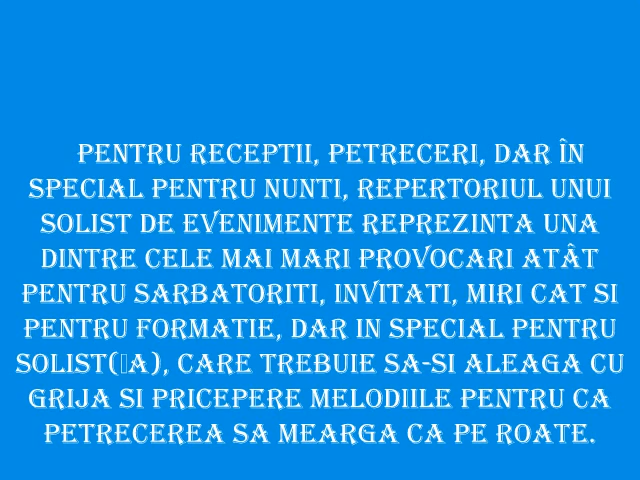 PENTRU RECEPTII, PETRECERI, DAR ÎN
SPECIAL PENTRU NUNTI, REPERTORIUL UNUI
SOLIST DE EVENIMENTE REPREZINTA UNA
DINTRE CELE MAI MARI PROVOCARI ATÂT
PENTRU SARBATORITI, INVITATI, MIRI CAT SI
PENTRU FORMATIE, DAR IN SPECIAL PENTRU
SOLIST(▯A), CARE TREBUIE SA-SI ALEAGA CU
GRIJA SI PRICEPERE MELODIILE PENTRU CA
PETRECEREA SA MEARGA CA PE ROATE.